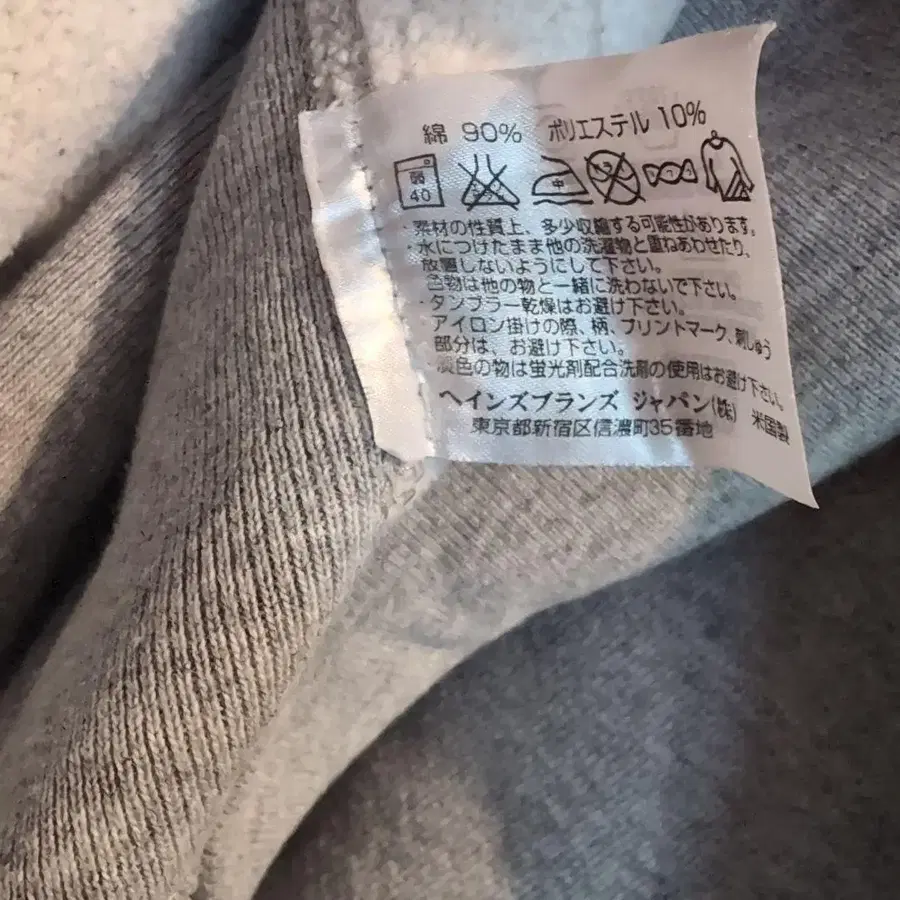 綿 90% ポリエステル 10%
弱
40
中
・素材の性質上、多少収縮する可能性があります。
・水につけたまま他の洗濯物と重ねあわせたり、
放置しないようにして下さい。
色物は他の物と一緒に洗わないで下さい。
・タンブラー乾燥はお避け下さい。
アイロン掛けの際、柄、プリントマーク、刺しゅう
部分は、お避け下さい。
・淡色の物は蛍光剤配合洗剤の使用はお避け下さい。
ヘインズブランズ ジャパン(株) 米国製
東京都新宿区信濃町35番地